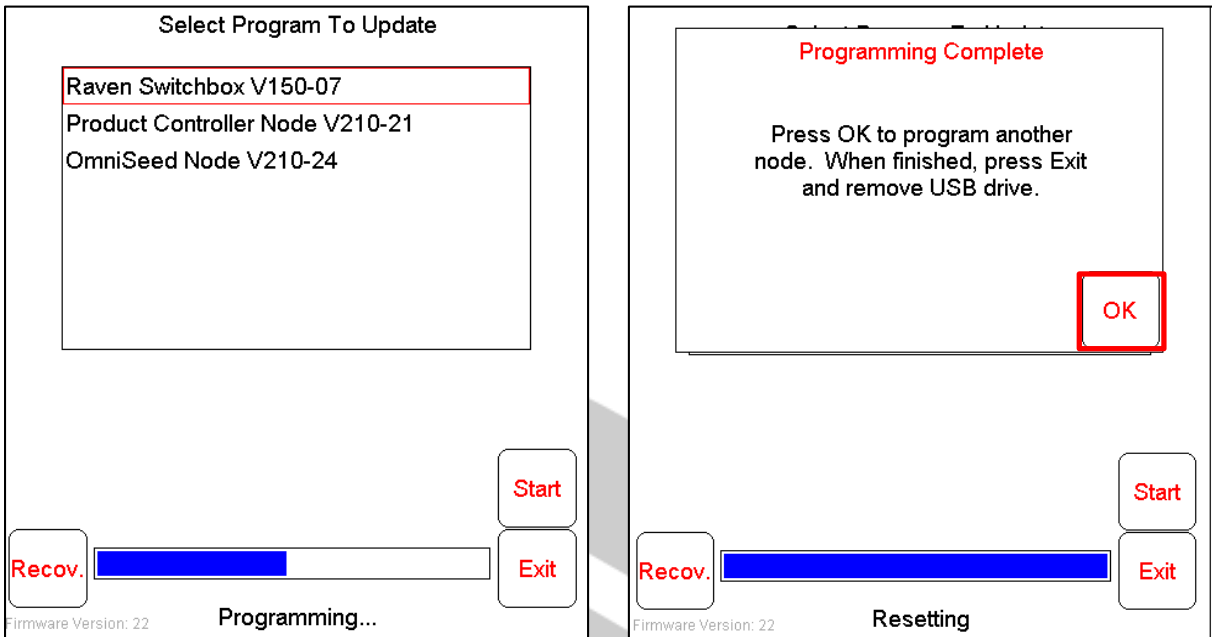 Select Program To Update
Raven Switchbox V150-07
Product Controller Node V210-21
OmniSeed Node V210-24
Start
Recov.
Exit
Firmware Version: 22
Programming...
Programming Complete
Press OK to program another
node. When finished, press Exit
and remove USB drive.
OK
Start
Recov.
Exit
Firmware Version: 22
Resetting